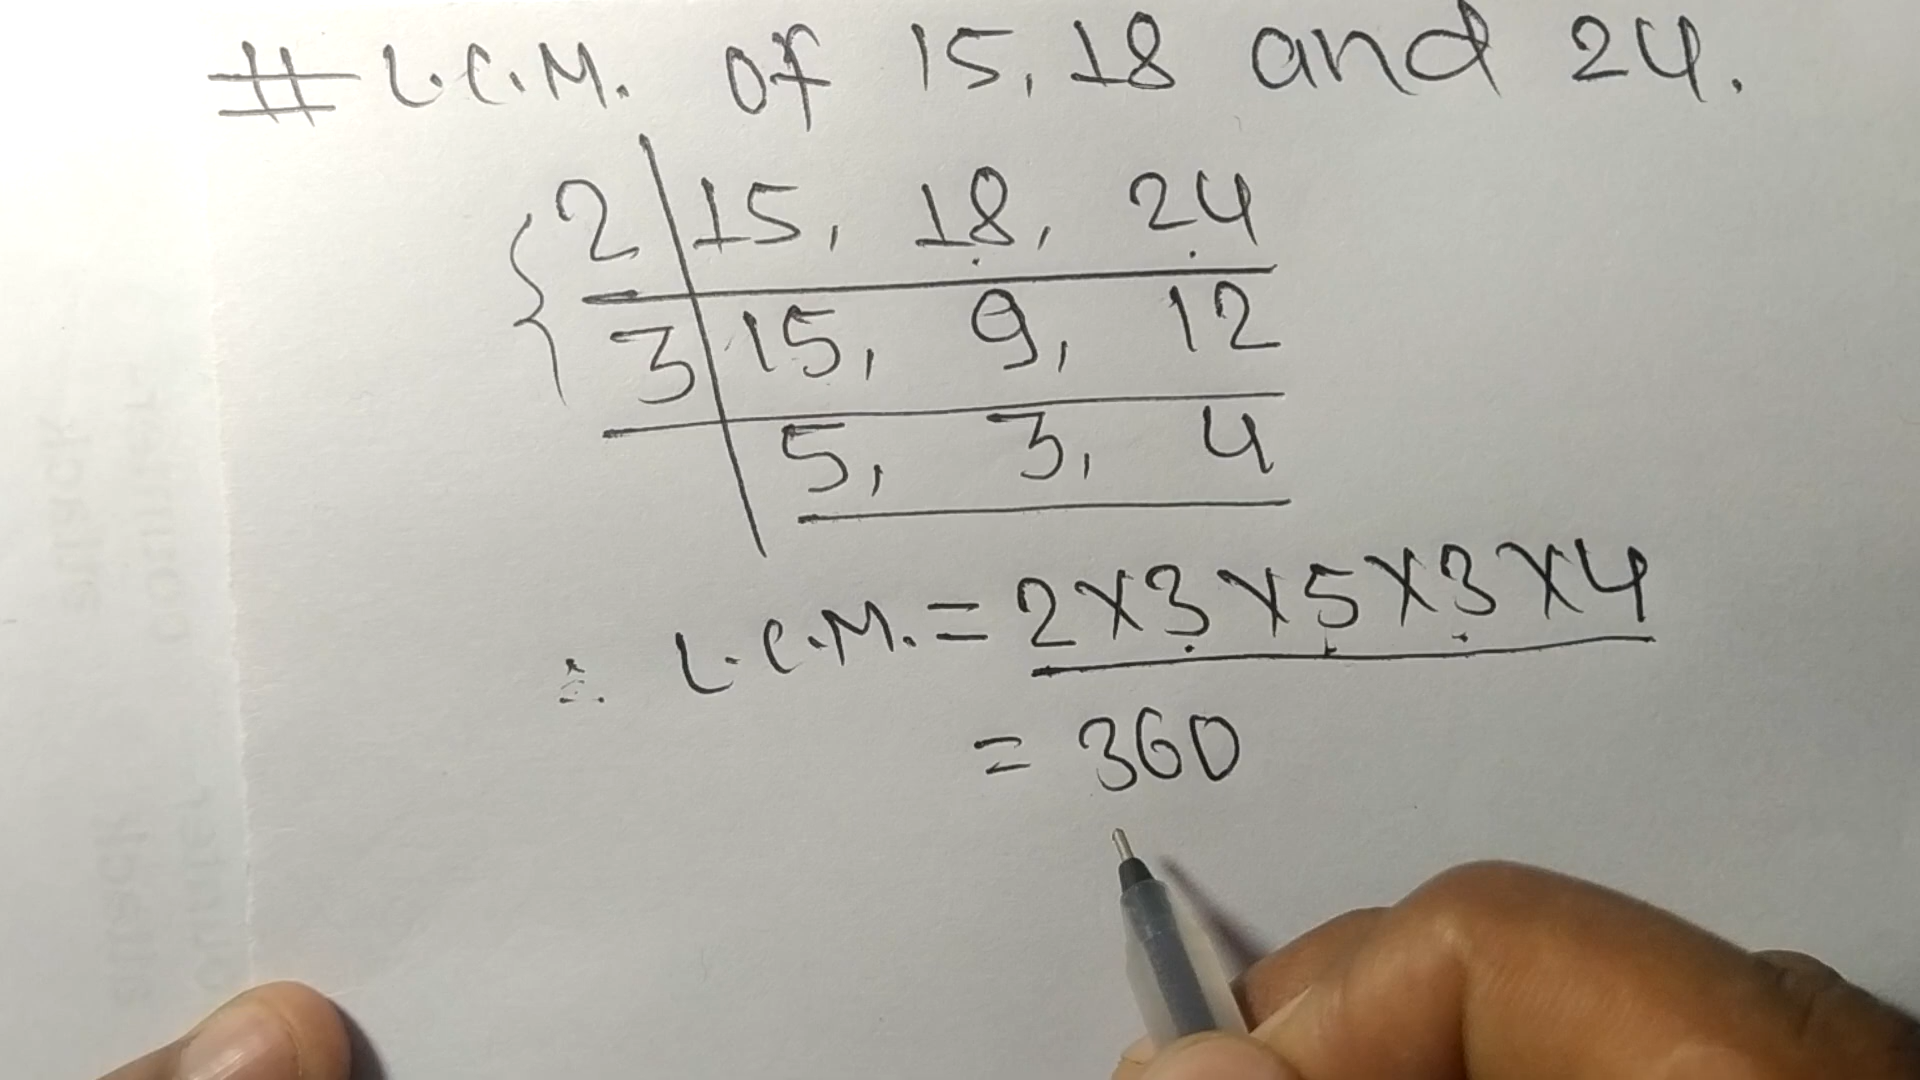 # L.C.M. of 15, 18 and 24.
2 | 15, 18, 24
3 | 15, 9, 12
5, 3, 4
∴ L.C.M. = 2×3×5×3×4
= 360